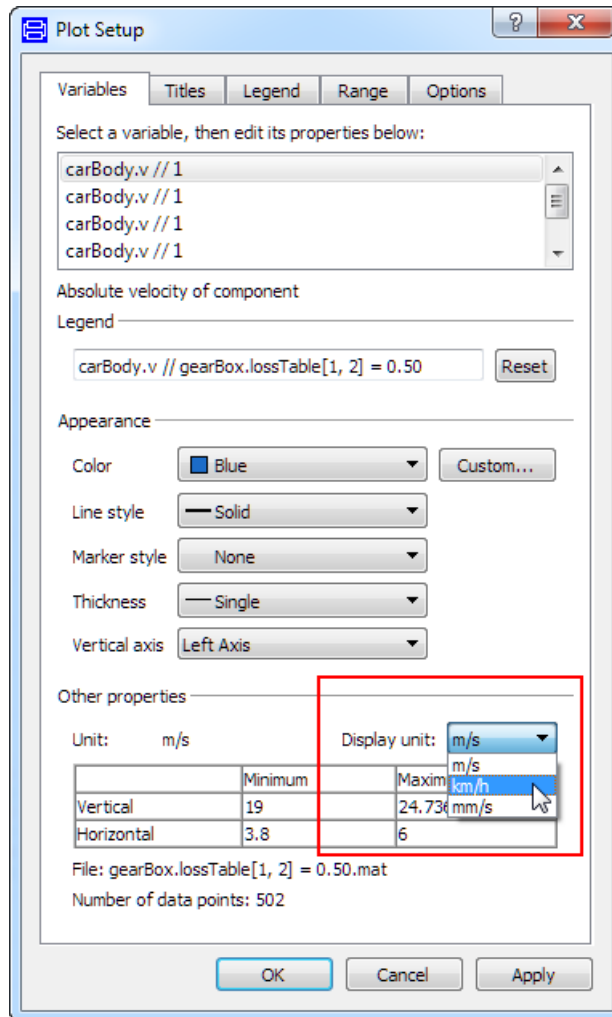 Plot Setup
Variables Titles Legend Range Options
Select a variable, then edit its properties below:
carBody.v // 1
carBody.v // 1
carBody.v // 1
carBody.v // 1
Absolute velocity of component
Legend
carBody.v // gearBox.lossTable[1, 2] = 0.50 Reset
Appearance
Color Blue Custom...
Line style Solid
Marker style None
Thickness Single
Vertical axis Left Axis
Other properties
Unit: m/s Display unit: m/s
m/s
km/h
mm/s
Minimum
Vertical 19 24.736
Horizontal 3.8 6
File: gearBox.lossTable[1, 2] = 0.50.mat
Number of data points: 502
OK Cancel Apply